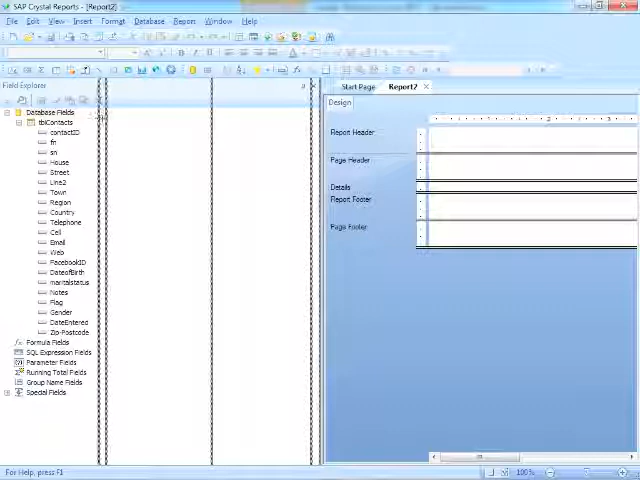 SAP Crystal Reports - [Report2]
File Edit View Insert Format Database Report Window Help
Field Explorer
Start Page Report2
Design
Database Fields
tblContacts
contactID
fn
sn
House
Street
Line2
Town
Region
Country
Telephone
Cell
Email
Web
FacebookID
DateofBirth
maritalstatus
Notes
Flag
Gender
DateEntered
Zip-Postcode
Formula Fields
SQL Expression Fields
Parameter Fields
Running Total Fields
Group Name Fields
Special Fields
2 3
Report Header
Page Header
Details
Report Footer
Page Footer
For Help, press F1
100%